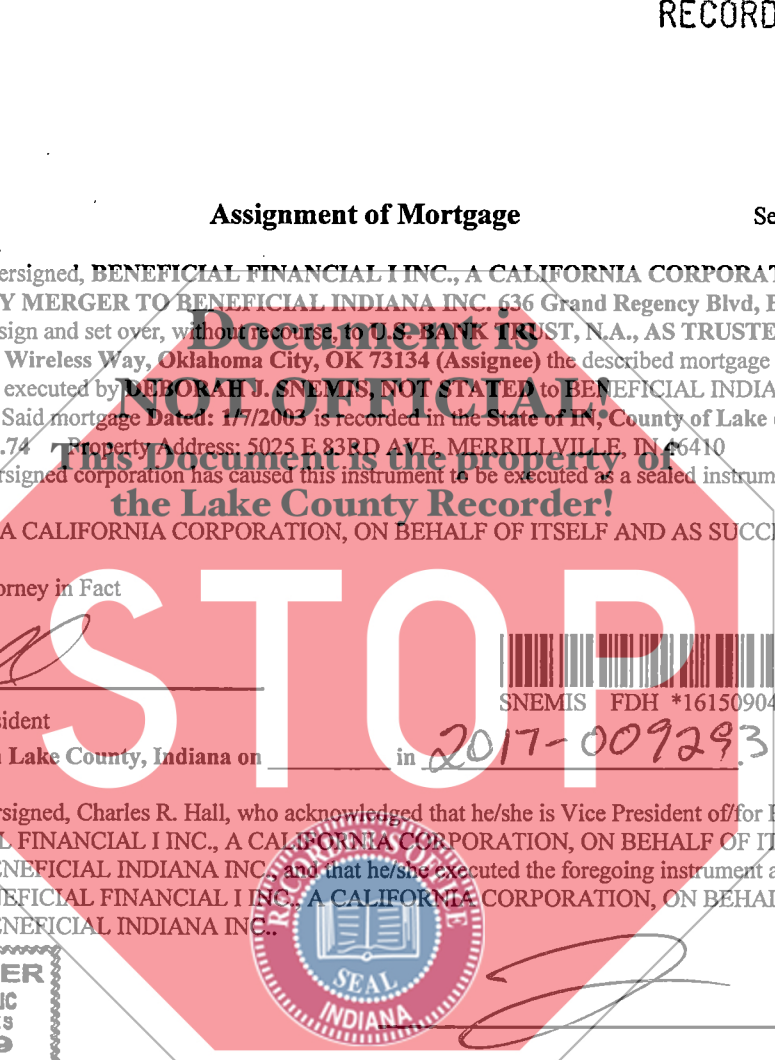 RECORD
Assignment of Mortgage
Se
ersigned, BENEFICIAL FINANCIAL I INC., A CALIFORNIA CORPORAT
Y MERGER TO BENEFICIAL INDIANA INC. 636 Grand Regency Blvd, B
sign and set over, without recourse, to U.S. BANK TRUST, N.A., AS TRUSTE
Wireless Way, Oklahoma City, OK 73134 (Assignee) the described mortgage
executed by DEBORAH J. SNEMIS, NOT STATED to BENEFICIAL INDIA
Said mortgage Dated: 1/7/2003 is recorded in the State of IN, County of Lake
.74 Property Address: 5025 E 83RD AVE, MERRILLVILLE, IN 46410
rsigned corporation has caused this instrument to be executed as a sealed instrum
Document is
NOT OFFICIAL!
This Document is the property of
the Lake County Recorder!
A CALIFORNIA CORPORATION, ON BEHALF OF ITSELF AND AS SUCC
orney in Fact
STOP
SNEMIS FDH *16150904
sident
Lake County, Indiana on ________ in 2017-009293.
rsigned, Charles R. Hall, who acknowledged that he/she is Vice President of/for
L FINANCIAL I INC., A CALIFORNIA CORPORATION, ON BEHALF OF IT
ENEFICIAL INDIANA INC., and that he/she executed the foregoing instrument a
NEFICIAL FINANCIAL I INC., A CALIFORNIA CORPORATION, ON BEHAL
ENEFICIAL INDIANA INC..
SEAL
INDIANA
ER
IC
S
9